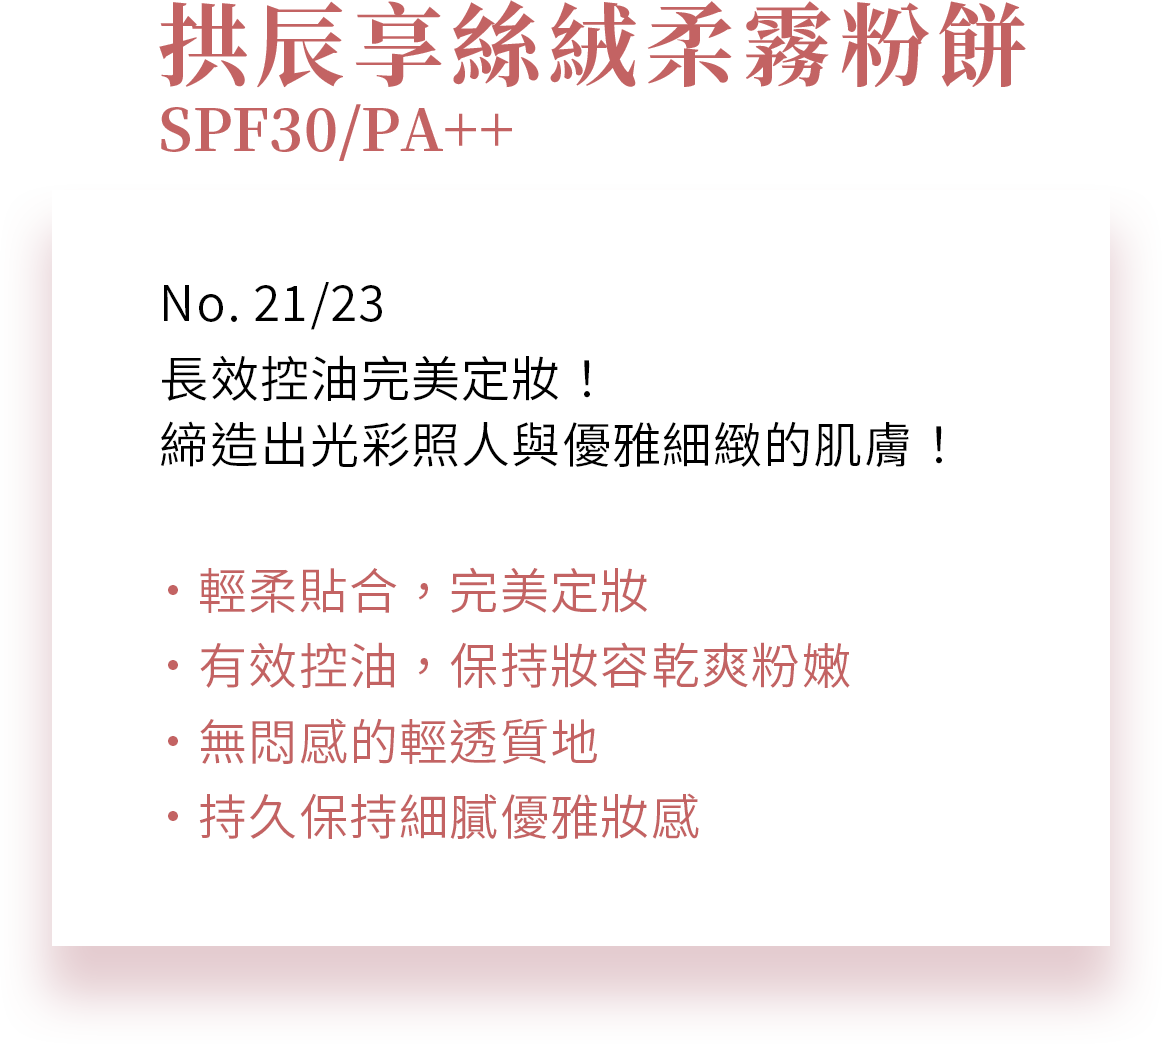 拱辰享絲絨柔霧粉餅
SPF30/PA++
No. 21/23
長效控油完美定妝！
締造出光彩照人與優雅細緻的肌膚！
・輕柔貼合，完美定妝
・有效控油，保持妝容乾爽粉嫩
・無悶感的輕透質地
・持久保持細膩優雅妝感